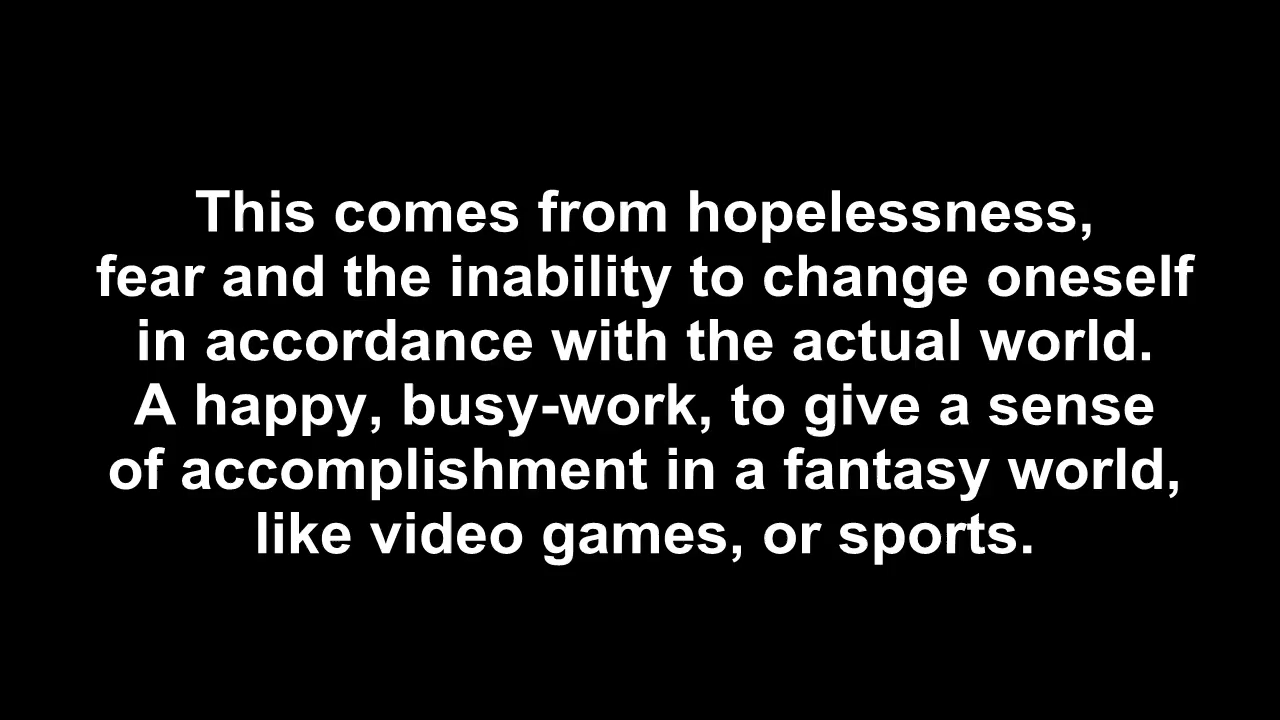 This comes from hopelessness,
fear and the inability to change oneself
in accordance with the actual world.
A happy, busy-work, to give a sense
of accomplishment in a fantasy world,
like video games, or sports.